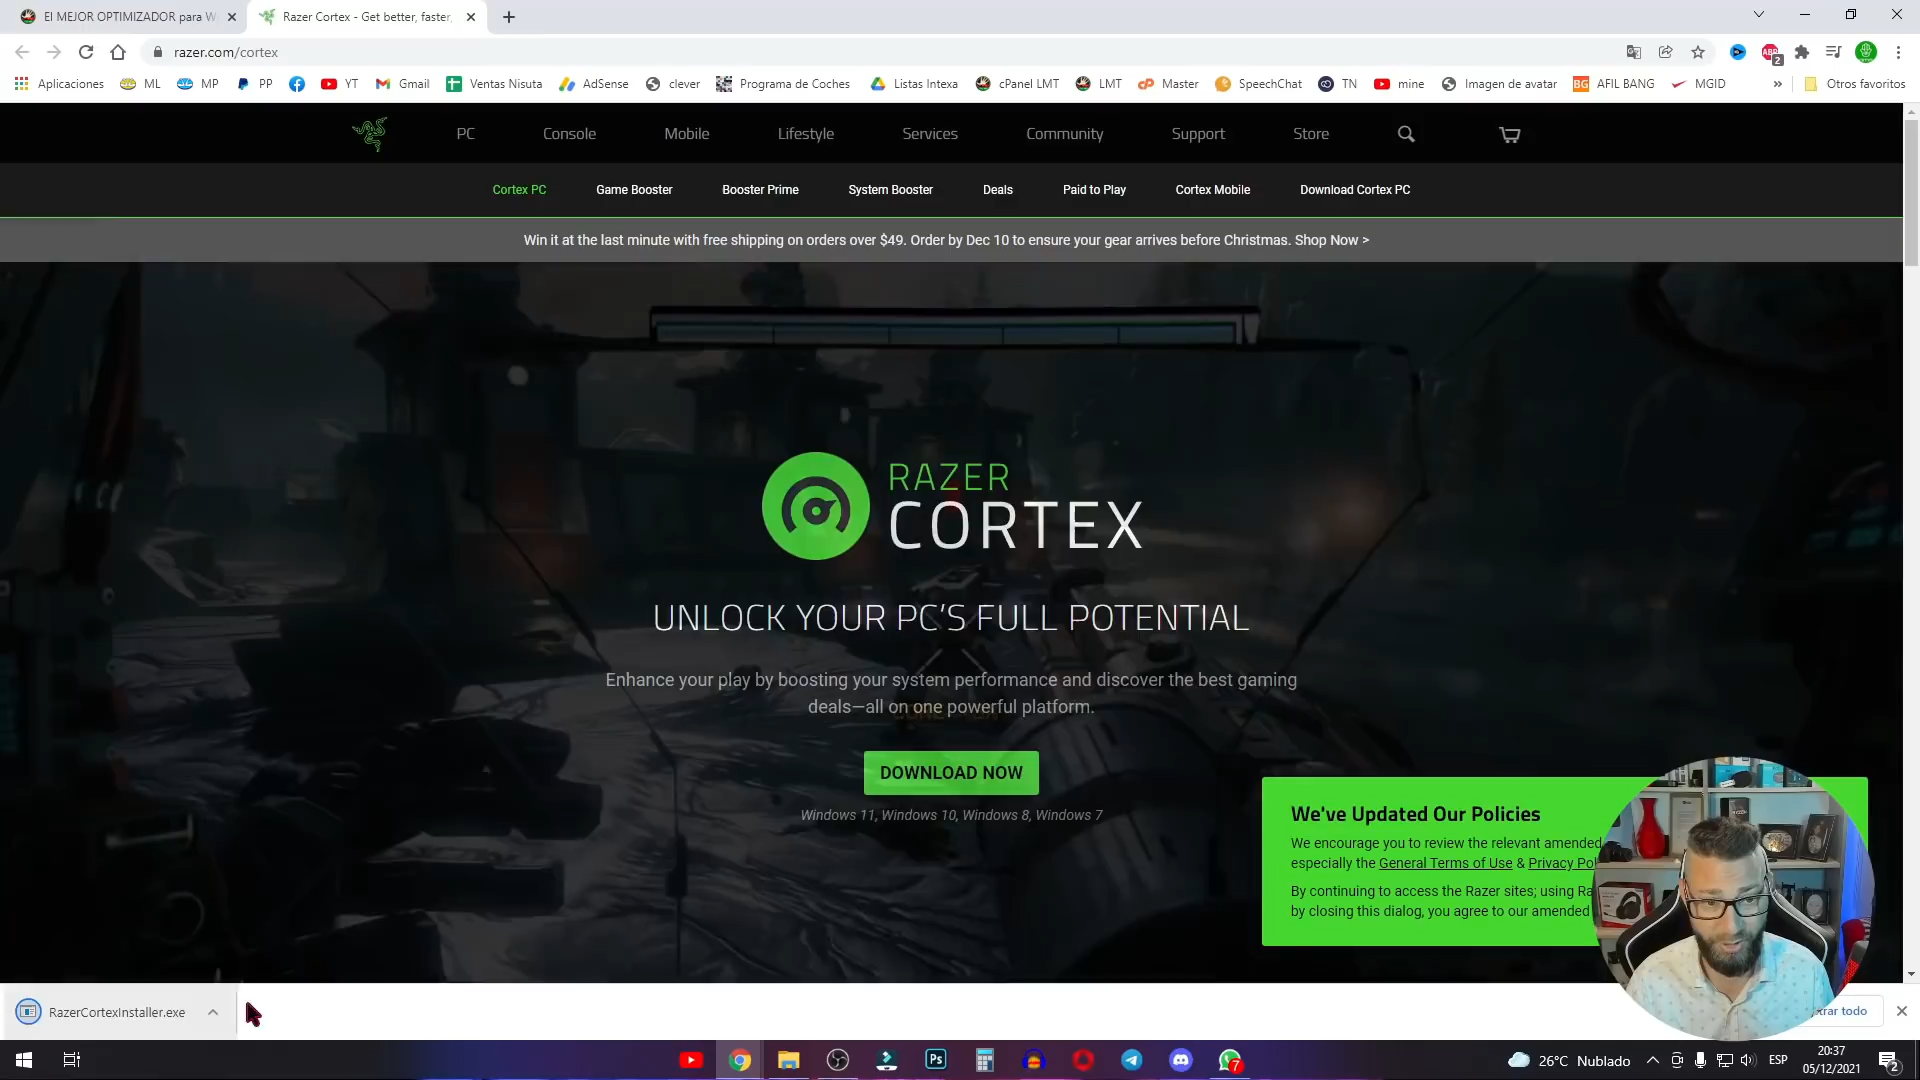 El MEJOR OPTIMIZADOR para W
Razer Cortex - Get better, faster,
razer.com/cortex
2
Aplicaciones
ML
MP
PP
YT
Gmail
Ventas Nisuta
AdSense
clever
Programa de Coches
Listas Intexa
cPanel LMT
LMT
Master
SpeechChat
TN
mine
Imagen de avatar
BG AFIL BANG
MGID
»
Otros favoritos
PC
Console
Mobile
Lifestyle
Services
Community
Support
Store
Cortex PC
Game Booster
Booster Prime
System Booster
Deals
Paid to Play
Cortex Mobile
Download Cortex PC
Win it at the last minute with free shipping on orders over $49. Order by Dec 10 to ensure your gear arrives before Christmas. Shop Now >
RAZER
CORTEX
UNLOCK YOUR PC'S FULL POTENTIAL
Enhance your play by boosting your system performance and discover the best gaming
deals—all on one powerful platform.
DOWNLOAD NOW
Windows 11, Windows 10, Windows 8, Windows 7
We've Updated Our Policies
We encourage you to review the relevant amended
especially the General Terms of Use & Privacy Pol
By continuing to access the Razer sites; using Ra
by closing this dialog, you agree to our amended
RazerCortexInstaller.exe
trar todo
Ps
7
26°C Nublado
ESP
20:37
05/12/2021
2